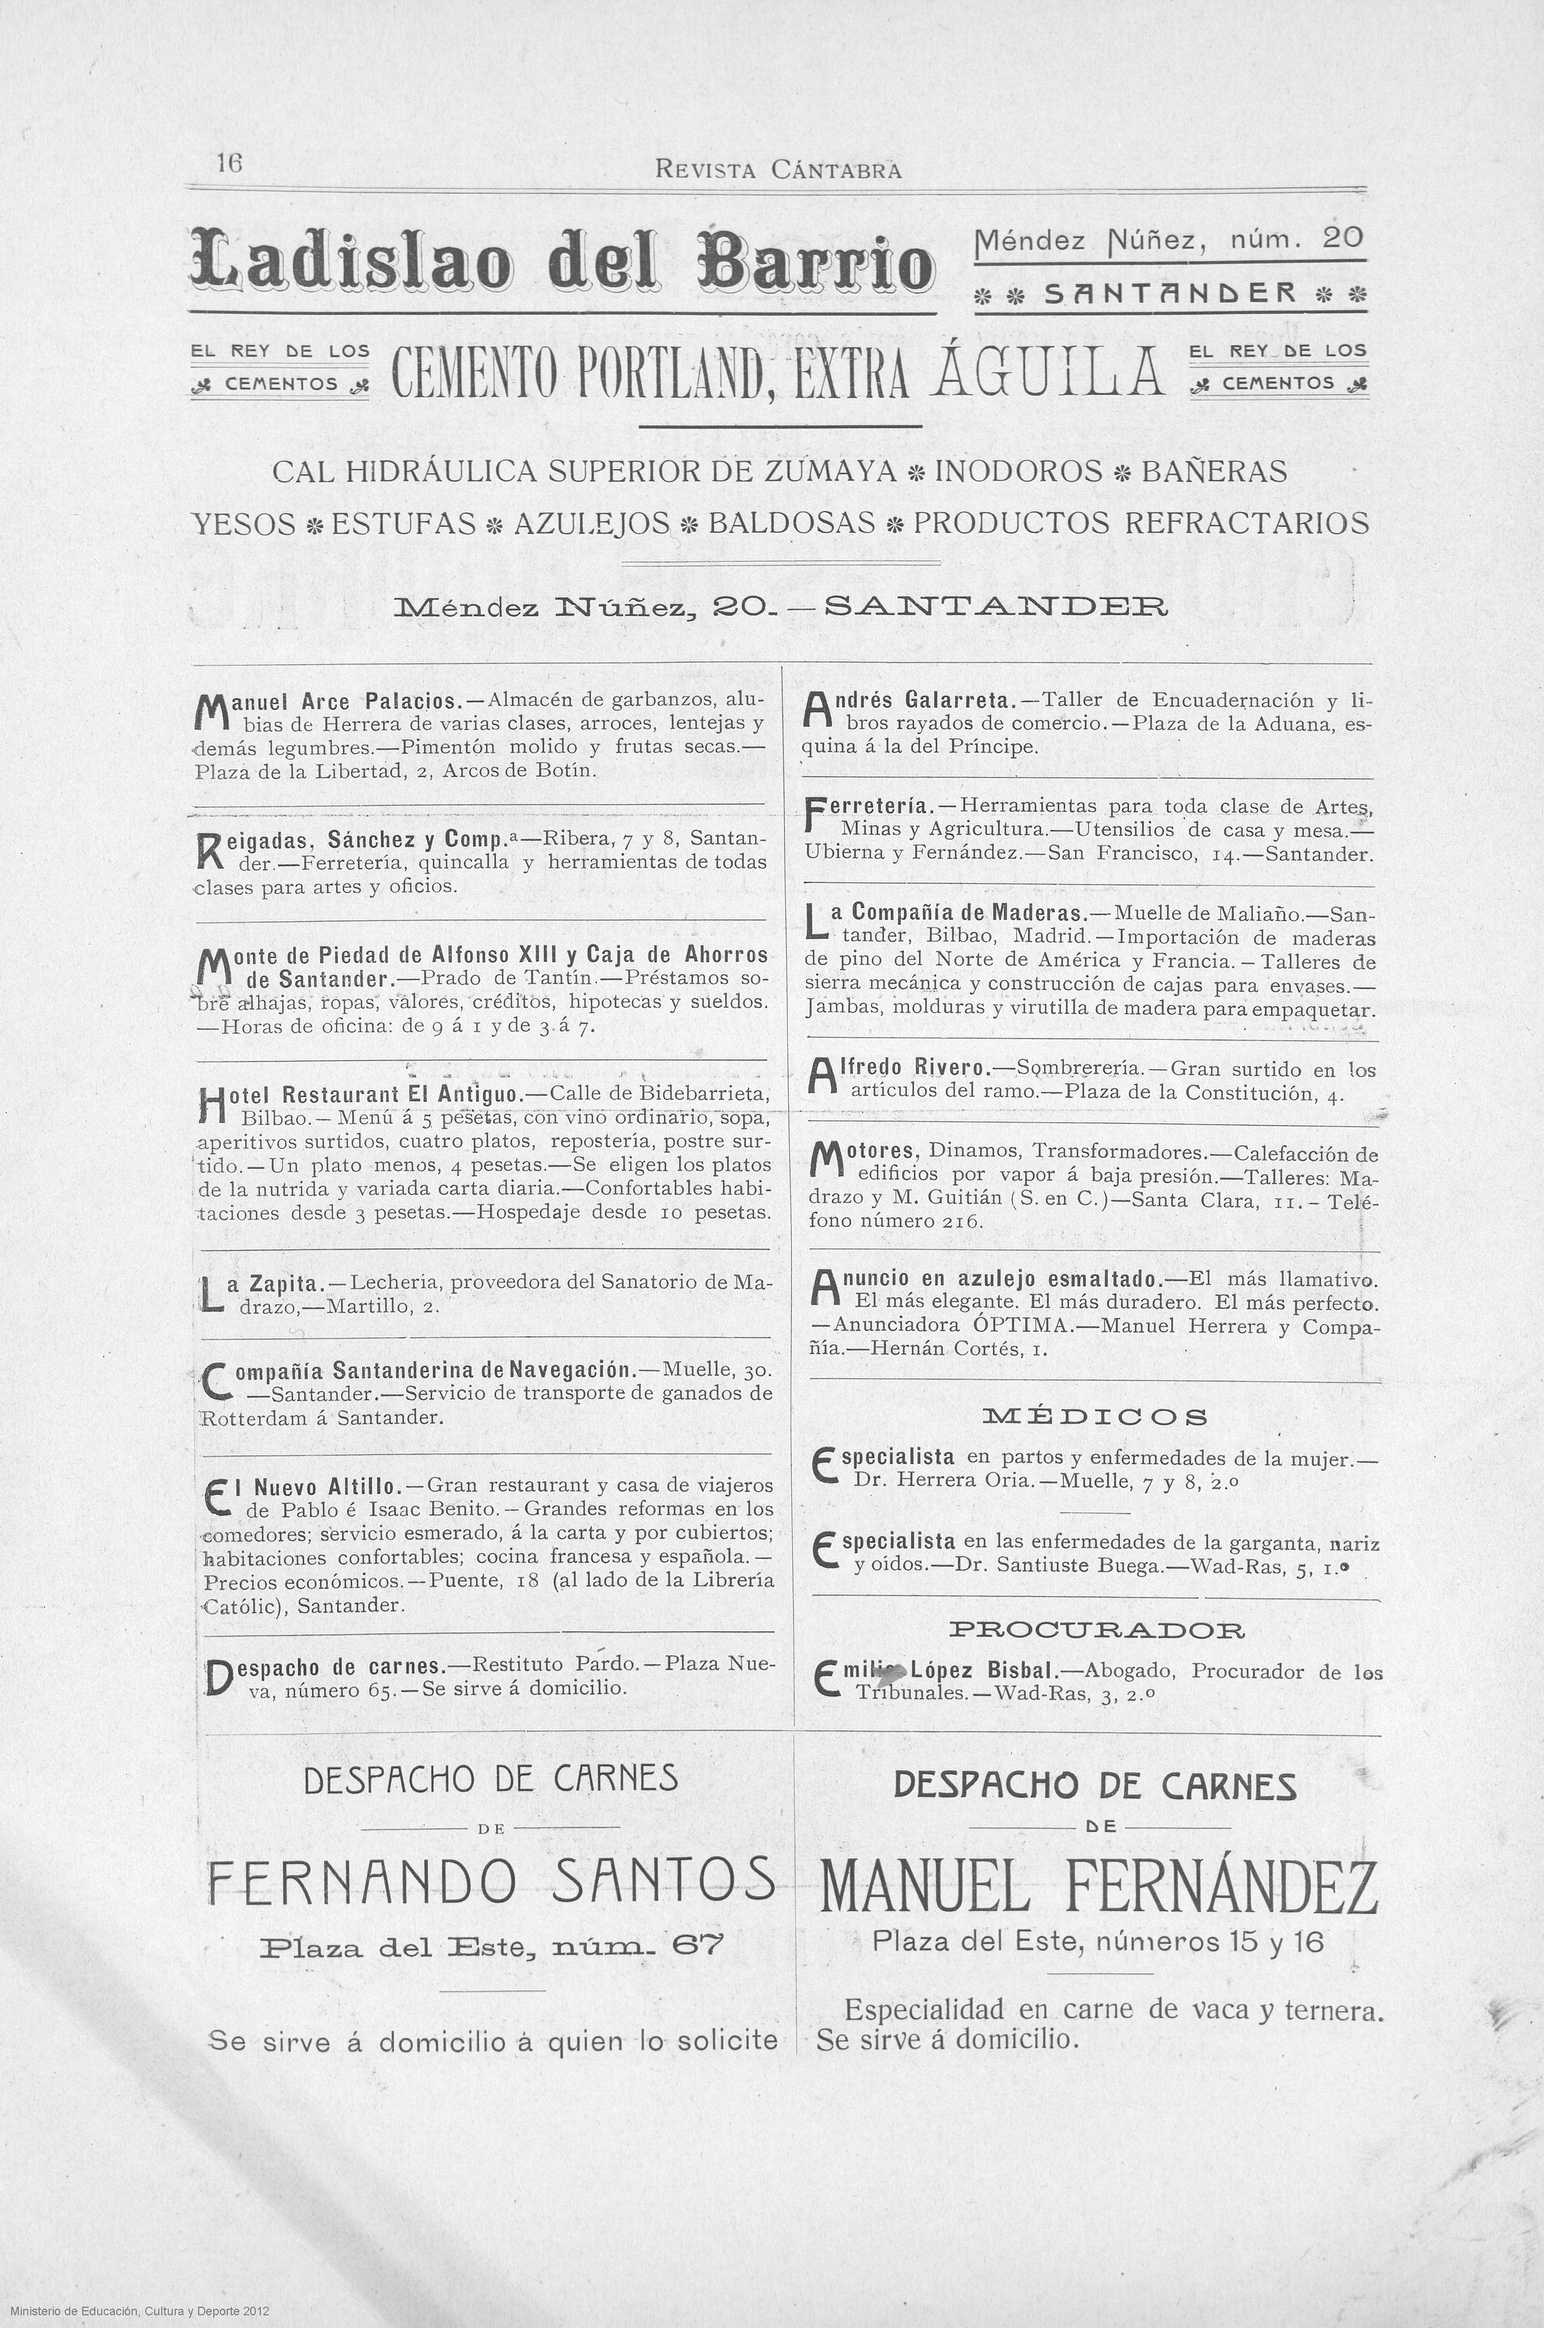 16
REVISTA CÁNTABRA
Ladislao del Barrio
Méndez Núñez, núm. 20
SANTANDER
EL REY DE LOS
CEMENTOS
CEMENTO PORTLAND, EXTRA ÁGUILA
EL REY DE LOS
CEMENTOS
CAL HIDRÁULICA SUPERIOR DE ZUMAYA ❋ INODOROS ❋ BAÑERAS
YESOS ❋ ESTUFAS ❋ AZULEJOS ❋ BALDOSAS ❋ PRODUCTOS REFRACTARIOS
Méndez Núñez, 20.—SANTANDER
Manuel Arce Palacios.—Almacén de garbanzos, alu-
bias de Herrera de varias clases, arroces, lentejas y
demás legumbres.—Pimentón molido y frutas secas.—
Plaza de la Libertad, 2, Arcos de Botín.
Reigadas, Sánchez y Comp.ª—Ribera, 7 y 8, Santan-
der.—Ferretería, quincalla y herramientas de todas
clases para artes y oficios.
Monte de Piedad de Alfonso XIII y Caja de Ahorros
de Santander.—Prado de Tantín.—Préstamos so-
bre alhajas, ropas, valores, créditos, hipotecas y sueldos.
—Horas de oficina: de 9 á 1 y de 3 á 7.
Hotel Restaurant El Antiguo.—Calle de Bidebarrieta,
Bilbao.—Menú á 5 pesetas, con vino ordinario, sopa,
aperitivos surtidos, cuatro platos, repostería, postre sur-
tido.—Un plato menos, 4 pesetas.—Se eligen los platos
de la nutrida y variada carta diaria.—Confortables habi-
taciones desde 3 pesetas.—Hospedaje desde 10 pesetas.
La Zapita.—Lecheria, proveedora del Sanatorio de Ma-
drazo,—Martillo, 2.
Compañía Santanderina de Navegación.—Muelle, 30.
—Santander.—Servicio de transporte de ganados de
Rotterdam á Santander.
El Nuevo Altillo.—Gran restaurant y casa de viajeros
de Pablo é Isaac Benito.—Grandes reformas en los
comedores; servicio esmerado, á la carta y por cubiertos;
habitaciones confortables; cocina francesa y española.—
Precios económicos.—Puente, 18 (al lado de la Librería
Católic), Santander.
Despacho de carnes.—Restituto Pardo.—Plaza Nue-
va, número 65.—Se sirve á domicilio.
Andrés Galarreta.—Taller de Encuadernación y li-
bros rayados de comercio.—Plaza de la Aduana, es-
quina á la del Príncipe.
Ferretería.—Herramientas para toda clase de Artes,
Minas y Agricultura.—Utensilios de casa y mesa.—
Ubierna y Fernández.—San Francisco, 14.—Santander.
La Compañía de Maderas.—Muelle de Maliaño.—San-
tander, Bilbao, Madrid.—Importación de maderas
de pino del Norte de América y Francia.—Talleres de
sierra mecánica y construcción de cajas para envases.—
Jambas, molduras y virutilla de madera para empaquetar.
Alfredo Rivero.—Sombrerería.—Gran surtido en los
artículos del ramo.—Plaza de la Constitución, 4.
Motores, Dinamos, Transformadores.—Calefacción de
edificios por vapor á baja presión.—Talleres: Ma-
drazo y M. Guitián (S. en C.)—Santa Clara, 11.—Telé-
fono número 216.
Anuncio en azulejo esmaltado.—El más llamativo.
El más elegante. El más duradero. El más perfecto.
—Anunciadora ÓPTIMA.—Manuel Herrera y Compa-
ñía.—Hernán Cortés, 1.
MÉDICOS
Especialista en partos y enfermedades de la mujer.—
Dr. Herrera Oria.—Muelle, 7 y 8, 2.º
Especialista en las enfermedades de la garganta, nariz
y oídos.—Dr. Santiuste Buega.—Wad-Ras, 5, 1.º
PROCURADOR
Emilio López Bisbal.—Abogado, Procurador de los
Tribunales.—Wad-Ras, 3, 2.º
DESPACHO DE CARNES
DE
FERNANDO SANTOS
Plaza del Este, núm. 67
Se sirve á domicilio á quien lo solicite
DESPACHO DE CARNES
DE
MANUEL FERNÁNDEZ
Plaza del Este, números 15 y 16
Especialidad en carne de vaca y ternera.
Se sirve á domicilio.
Ministerio de Educación, Cultura y Deporte 2012